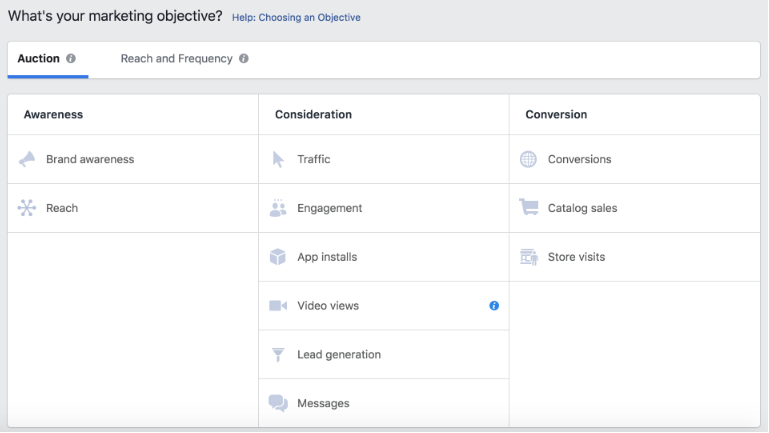 What's your marketing objective? Help: Choosing an Objective
Auction Reach and Frequency
Awareness Consideration Conversion
Brand awareness Traffic Conversions
Reach Engagement Catalog sales
App installs Store visits
Video views
Lead generation
Messages